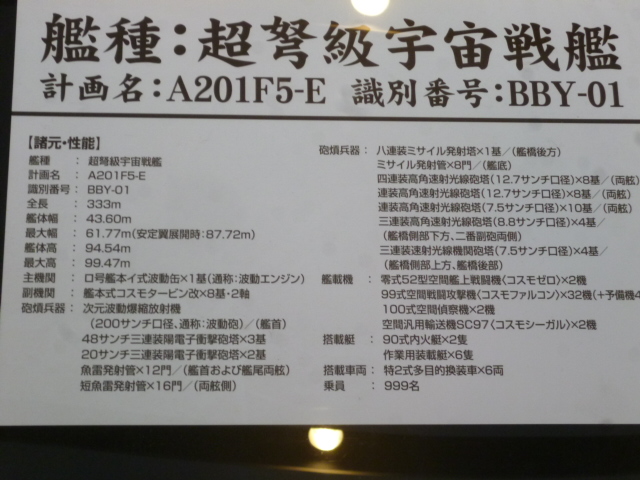 艦種：超弩級宇宙戦艦
計画名：A201F5-E 識別番号：BBY-01
【諸元・性能】
艦種 ： 超弩級宇宙戦艦
計画名 ： A201F5-E
識別番号 ： BBY-01
全長 ： 333m
艦体幅 ： 43.60m
最大幅 ： 61.77m(安定翼展開時：87.72m)
艦体高 ： 94.54m
最大高 ： 99.47m
主機関 ： ロ号艦本イ式波動缶×1基(通称：波動エンジン)
副機関 ： 艦本式コスモタービン改×8基・2軸
砲熕兵器 ： 次元波動爆縮放射機
(200サンチ口径、通称：波動砲)／(艦首)
48サンチ三連装陽電子衝撃砲塔×3基
20サンチ三連装陽電子衝撃砲塔×2基
魚雷発射管×12門／(艦首および艦尾両舷)
短魚雷発射管×16門／(両舷側)
砲熕兵器 ： 八連装ミサイル発射塔×1基／(艦橋後方)
ミサイル発射管×8門／(艦底)
四連装高角速射光線砲塔(12.7サンチ口径)×8基／(両舷)
連装高角速射光線砲塔(12.7サンチ口径)×8基／(両舷)
連装高角速射光線砲塔(7.5サンチ口径)×10基／(両舷)
三連装高角速射光線砲塔(8.8サンチ口径)×4基／
(艦橋側部下方、二番副砲両側)
三連装速射光線機関砲塔(7.5サンチ口径)×4基／
(艦橋側部上方、艦橋後部)
艦載機 ： 零式52型空間艦上戦闘機〈コスモゼロ〉×2機
99式空間戦闘攻撃機〈コスモファルコン〉×32機(+予備4
100式空間偵察機×2機
空間汎用輸送機SC97〈コスモシーガル〉×2機
搭載艇 ： 90式内火艇×2隻
作業用装載艇×6隻
搭載車両 ： 特2式多目的換装車×6両
乗員 ： 999名